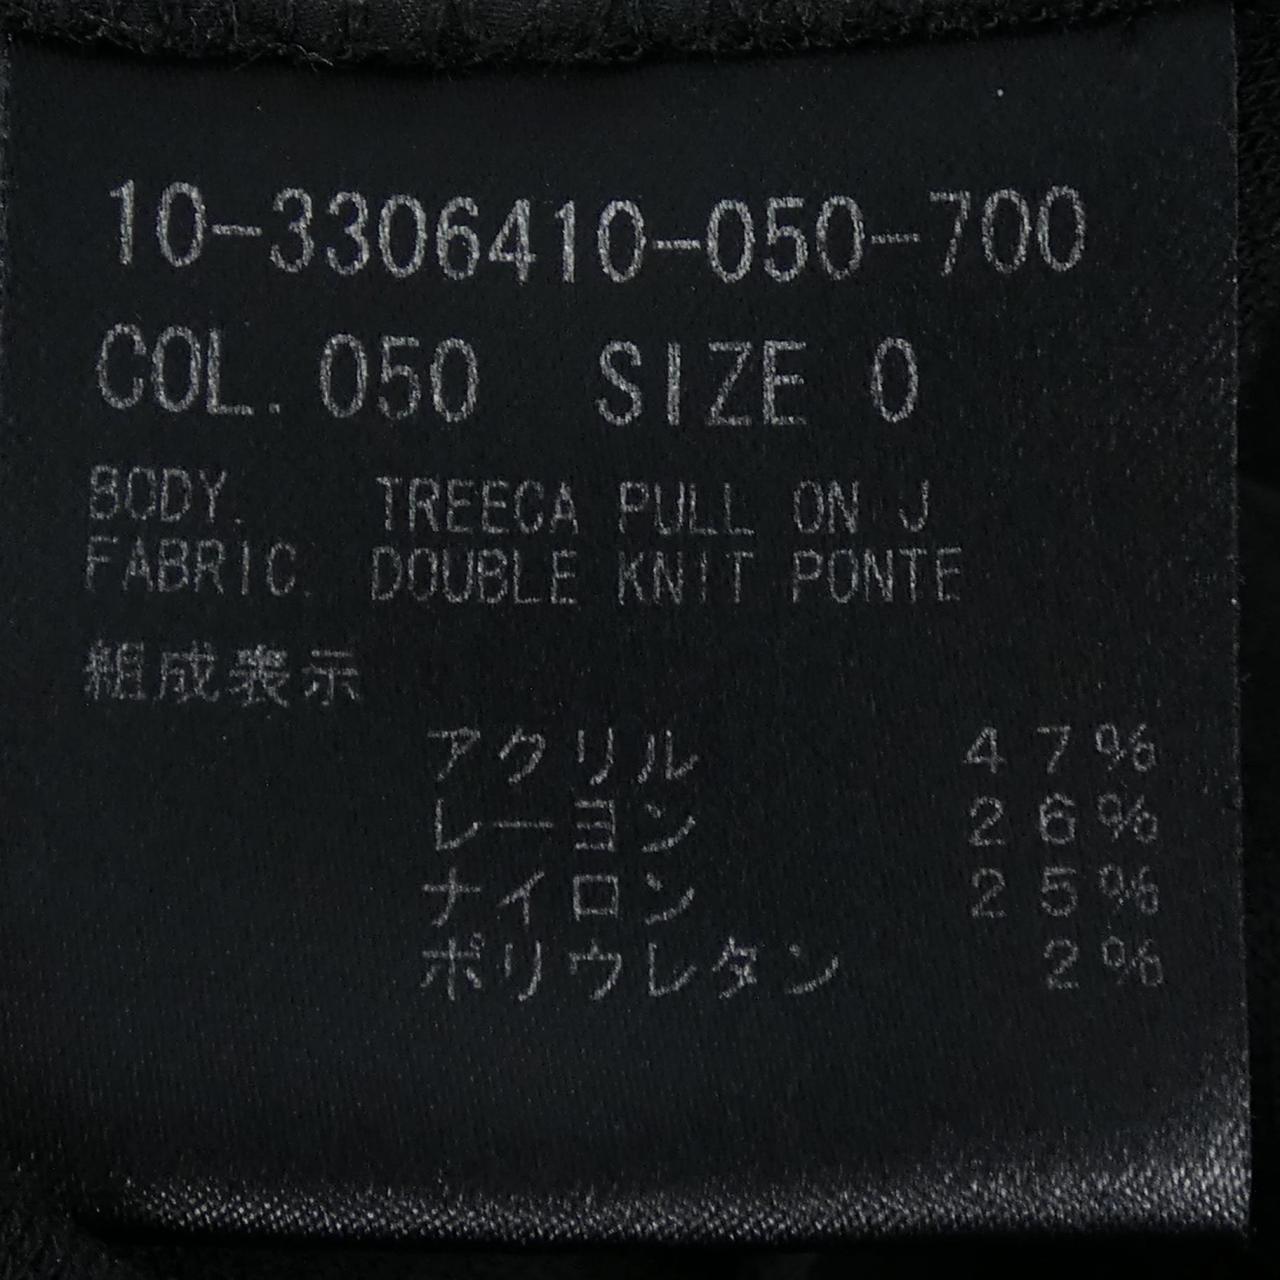 10-3306410-050-700
COL. 050 SIZE 0
BODY. TREECA PULL ON J
FABRIC. DOUBLE KNIT PONTE
組成表示
アクリル 47%
レーヨン 26%
ナイロン 25%
ポリウレタン 2%